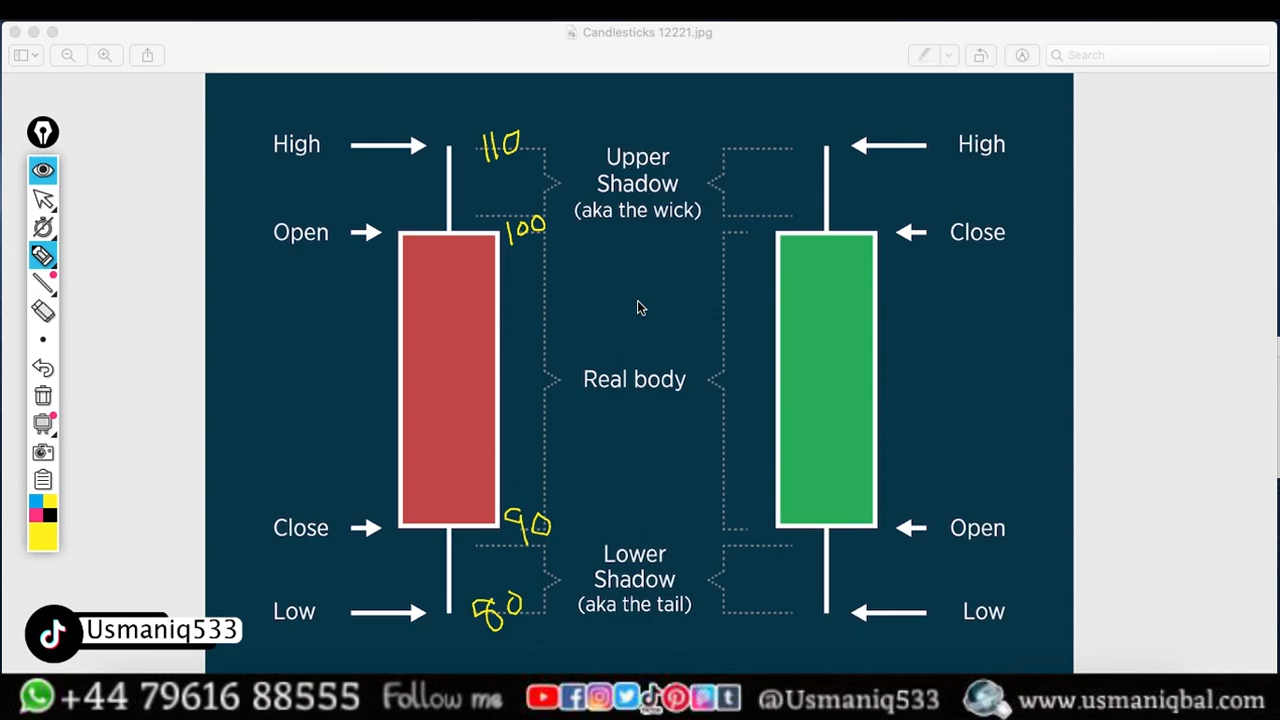 Candlesticks 12221.jpg
Search
High
110
Upper
Shadow
(aka the wick)
High
Open
100
Close
Real body
Close
90
Open
Lower
Shadow
(aka the tail)
Low
80
Low
Usmaniq533
+44 79616 88555 Follow me @Usmaniq533 www.usmaniqbal.com